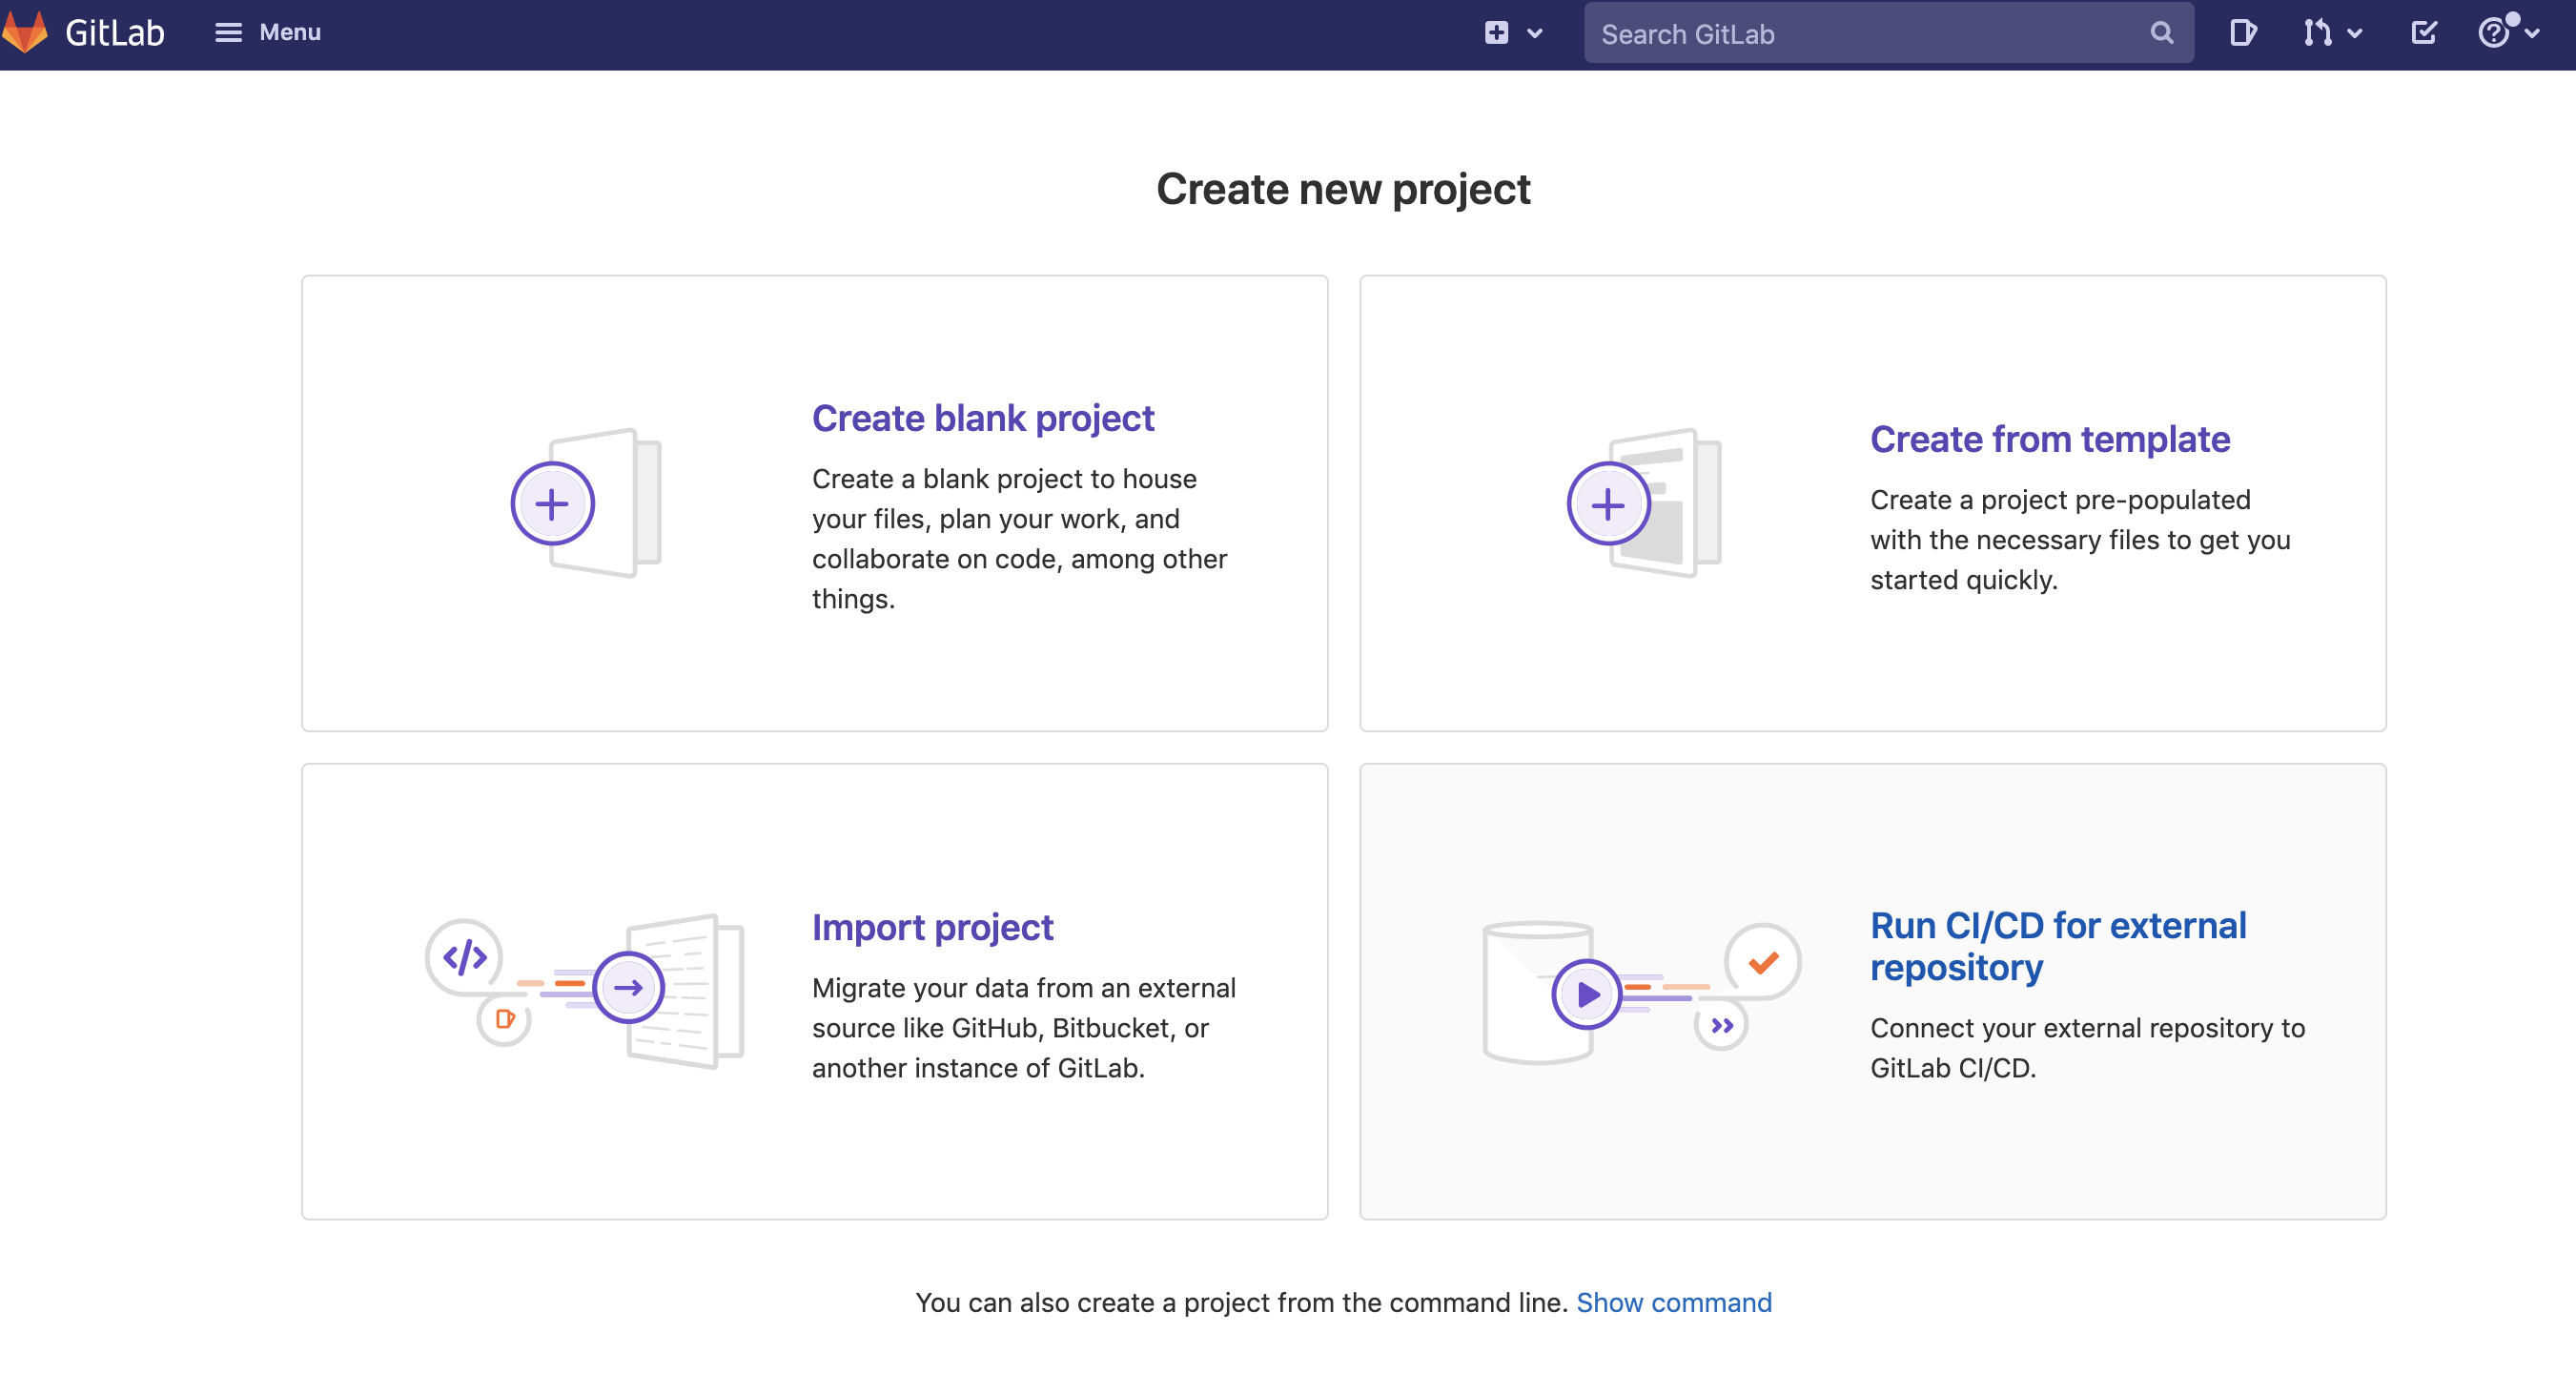 GitLab Menu Search GitLab
Create new project
Create blank project
Create a blank project to house
your files, plan your work, and
collaborate on code, among other
things.
Create from template
Create a project pre-populated
with the necessary files to get you
started quickly.
Import project
Migrate your data from an external
source like GitHub, Bitbucket, or
another instance of GitLab.
Run CI/CD for external
repository
Connect your external repository to
GitLab CI/CD.
You can also create a project from the command line. Show command